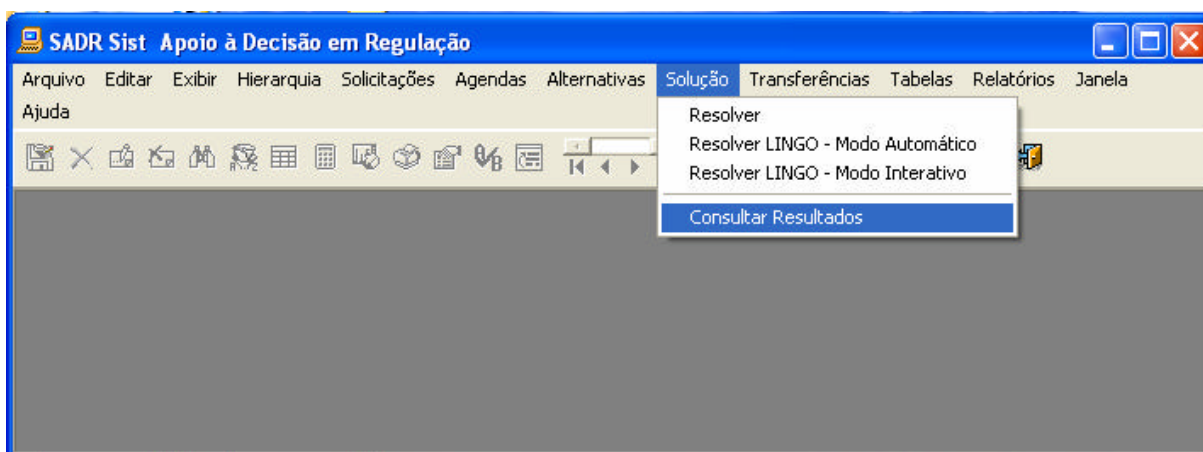 SADR Sist Apoio à Decisão em Regulação
Arquivo Editar Exibir Hierarquia Solicitações Agendas Alternativas Solução Transferências Tabelas Relatórios Janela
Ajuda
Resolver
Resolver LINGO - Modo Automático
Resolver LINGO - Modo Interativo
Consultar Resultados